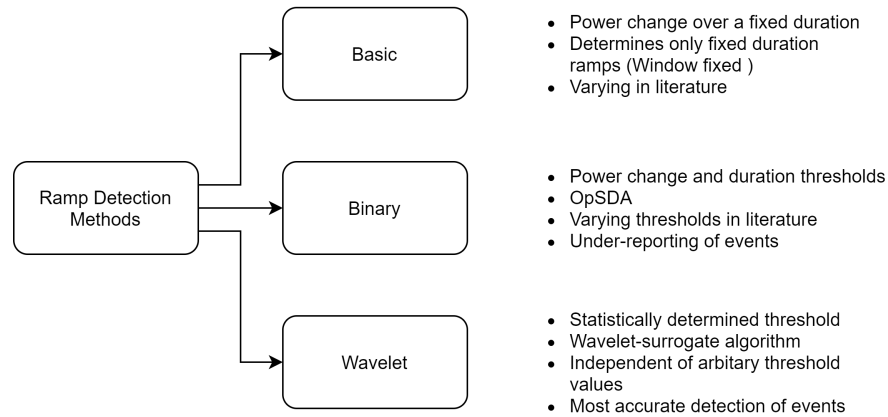 Ramp Detection
Methods
Basic
• Power change over a fixed duration
• Determines only fixed duration
ramps (Window fixed )
• Varying in literature
Binary
• Power change and duration thresholds
• OpSDA
• Varying thresholds in literature
• Under-reporting of events
Wavelet
• Statistically determined threshold
• Wavelet-surrogate algorithm
• Independent of arbitary threshold
values
• Most accurate detection of events